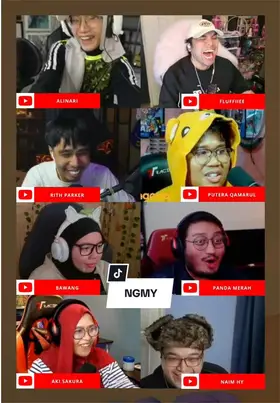 ALINARI
FLUFFIEE
RITH PARKER
PUTERA QAMARUL
BAWANG
PANDA MERAH
NGMY
AKI SAKURA
NAIM HY